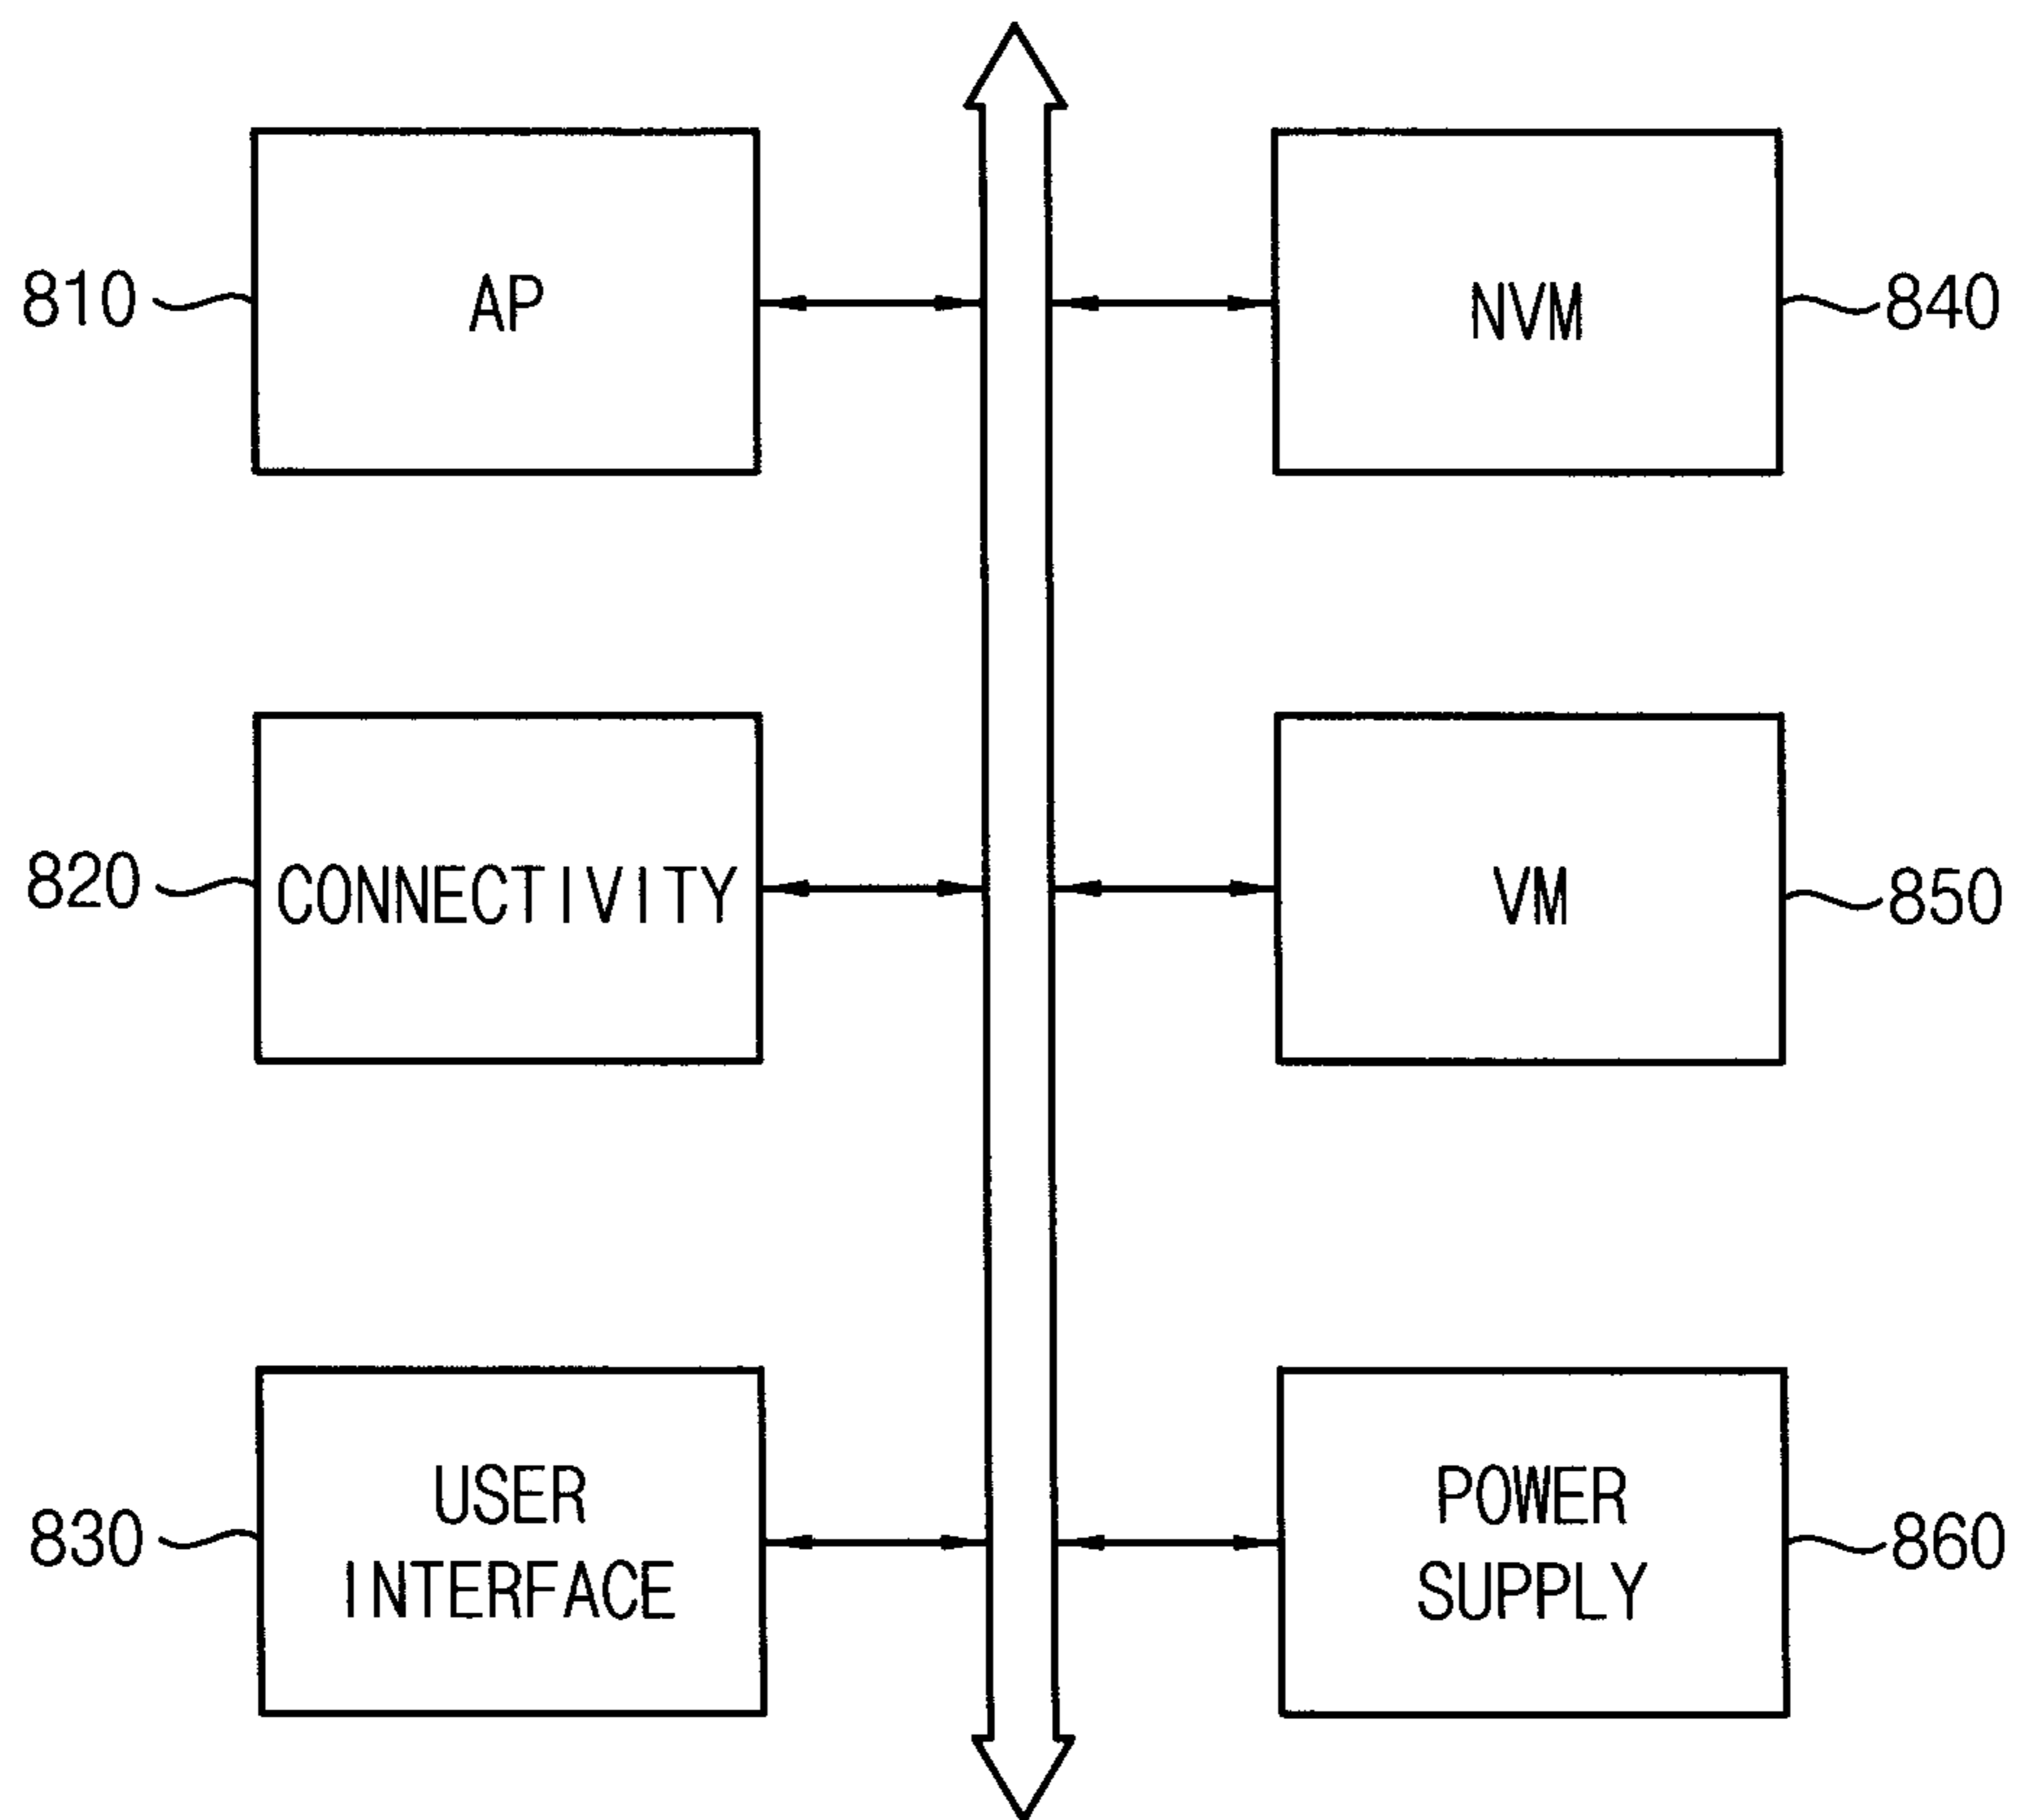 810
AP
NVM
840
820
CONNECTIVITY
VM
850
830
USER
INTERFACE
POWER
SUPPLY
860